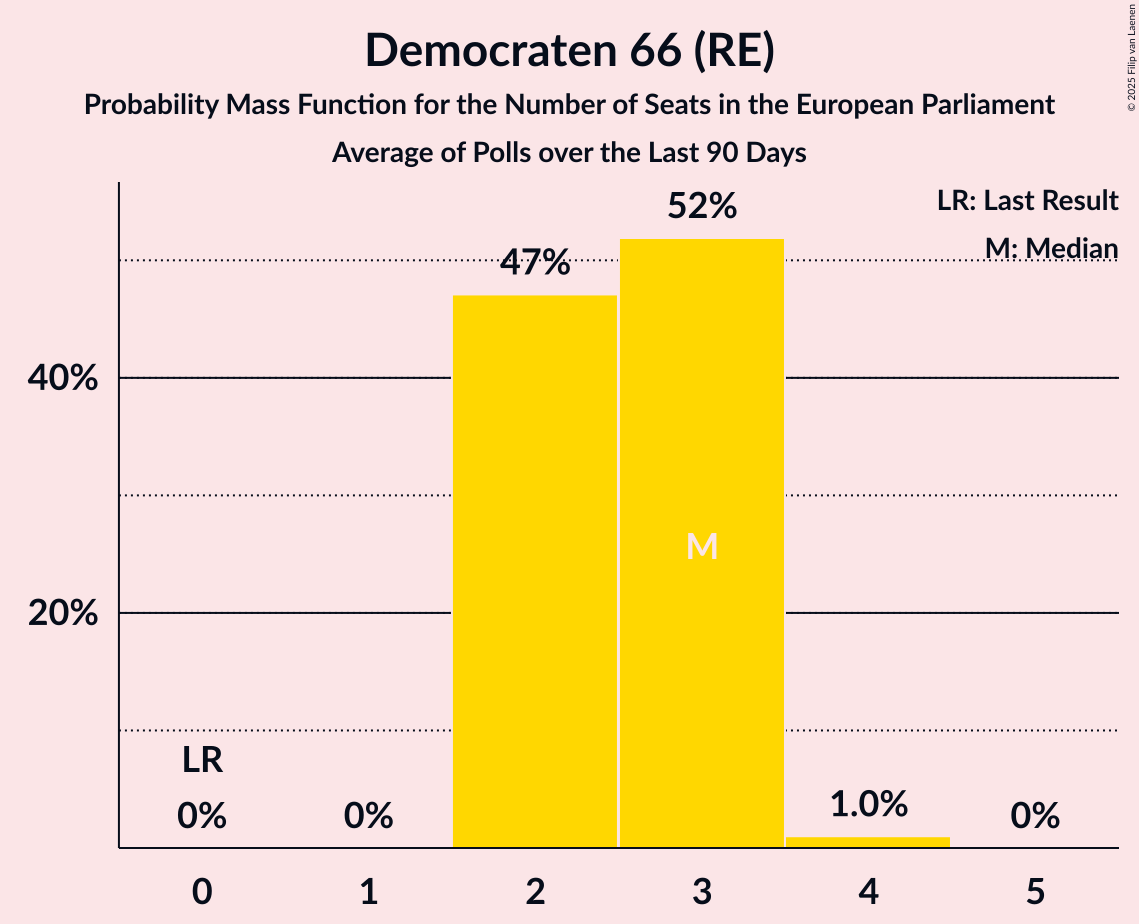 Democraten 66 (RE)
Probability Mass Function for the Number of Seats in the European Parliament
Average of Polls over the Last 90 Days
© 2025 Filip van Laenen
LR: Last Result
M: Median
52%
47%
40%
M
20%
LR
0%
0%
1.0%
0%
0 1 2 3 4 5